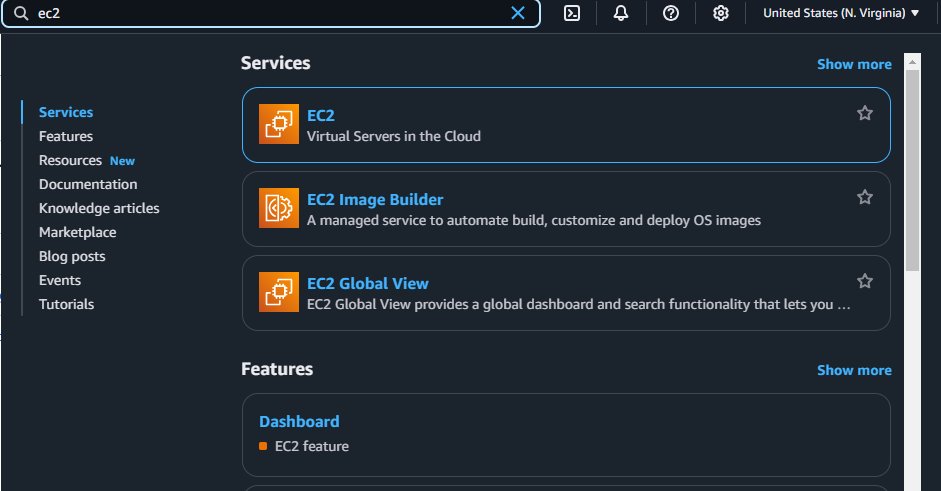 ec2
United States (N. Virginia)
Services
Features
Resources New
Documentation
Knowledge articles
Marketplace
Blog posts
Events
Tutorials
Services
Show more
EC2
Virtual Servers in the Cloud
EC2 Image Builder
A managed service to automate build, customize and deploy OS images
EC2 Global View
EC2 Global View provides a global dashboard and search functionality that lets you …
Features
Show more
Dashboard
EC2 feature